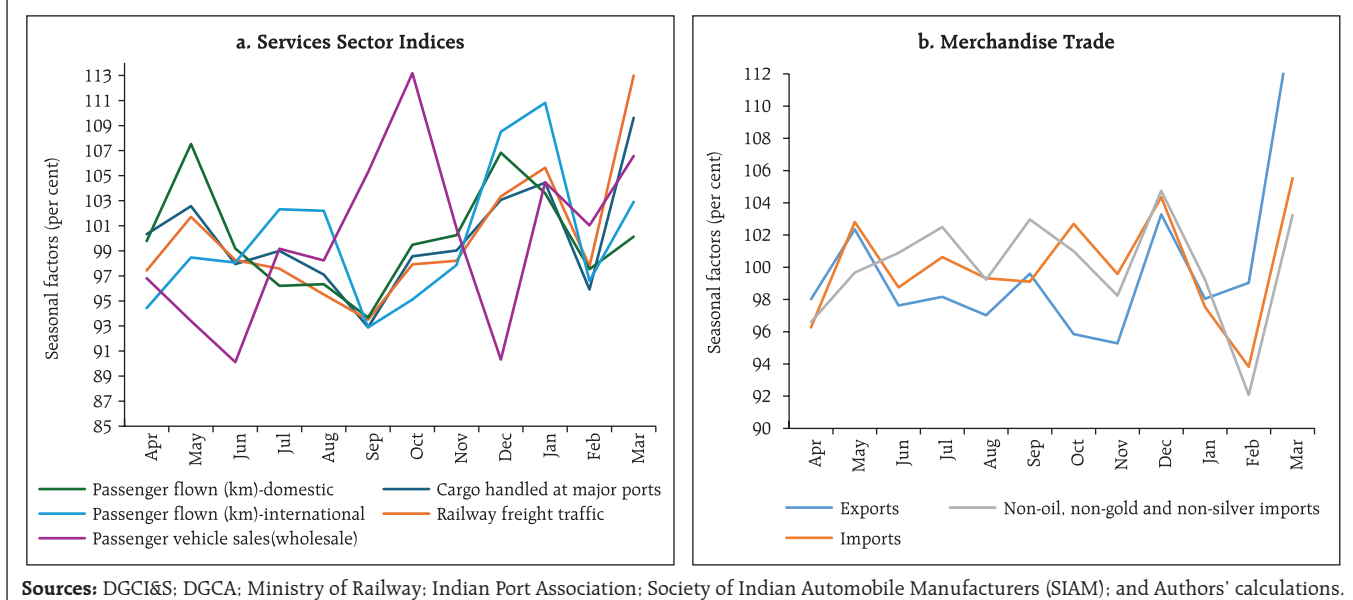 a. Services Sector Indices
Seasonal factors (per cent)
113
111
109
107
105
103
101
99
97
95
93
91
89
87
85
Apr
May
Jun
Jul
Aug
Sep
Oct
Nov
Dec
Jan
Feb
Mar
Passenger flown (km)-domestic
Cargo handled at major ports
Passenger flown (km)-international
Railway freight traffic
Passenger vehicle sales(wholesale)
b. Merchandise Trade
Seasonal factors (per cent)
112
110
108
106
104
102
100
98
96
94
92
90
Apr
May
Jun
Jul
Aug
Sep
Oct
Nov
Dec
Jan
Feb
Mar
Exports
Non-oil, non-gold and non-silver imports
Imports
Sources: DGCI&S; DGCA; Ministry of Railway; Indian Port Association; Society of Indian Automobile Manufacturers (SIAM); and Authors' calculations.